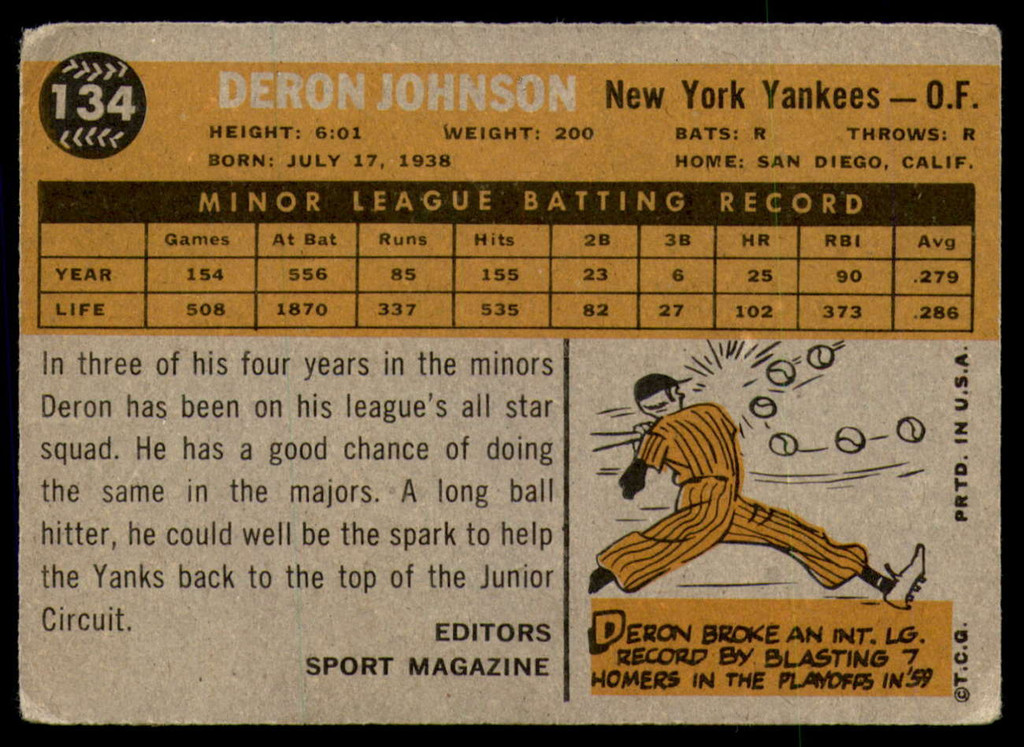 134
DERON JOHNSON New York Yankees — O.F.
HEIGHT: 6:01 WEIGHT: 200 BATS: R THROWS: R
BORN: JULY 17, 1938 HOME: SAN DIEGO, CALIF.
MINOR LEAGUE BATTING RECORD
Games At Bat Runs Hits 2B 3B HR RBI Avg
YEAR 154 556 85 155 23 6 25 90 .279
LIFE 508 1870 337 535 82 27 102 373 .286
In three of his four years in the minors
Deron has been on his league's all star
squad. He has a good chance of doing
the same in the majors. A long ball
hitter, he could well be the spark to help
the Yanks back to the top of the Junior
Circuit.
EDITORS
SPORT MAGAZINE
DERON BROKE AN INT. LG.
RECORD BY BLASTING 7
HOMERS IN THE PLAYOFFS IN '59
©T.C.G. PRTD. IN U.S.A.